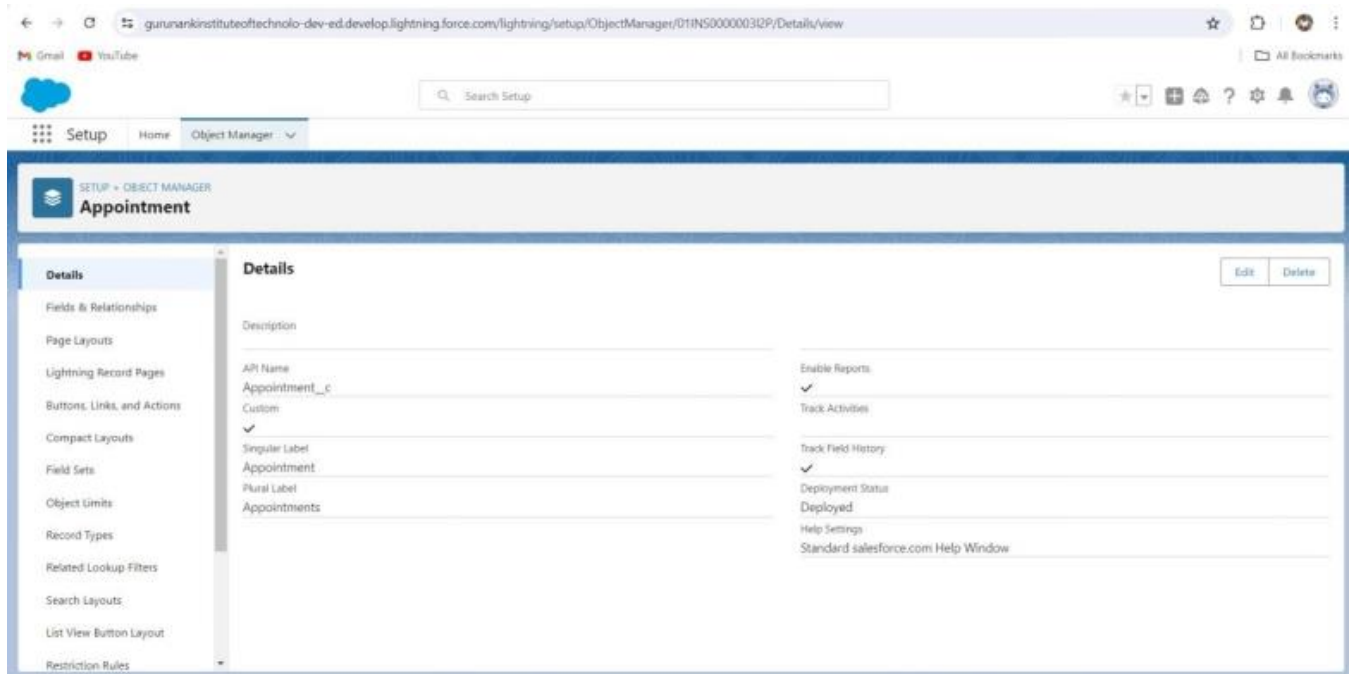 gurunankinstituteoftechnolo-dev-ed.develop.lightning.force.com/lightning/setup/ObjectManager/01INS0000003I2P/Details/view
Gmail YouTube All Bookmarks
Search Setup
Setup Home Object Manager
SETUP > OBJECT MANAGER
Appointment
Details
Fields & Relationships
Page Layouts
Lightning Record Pages
Buttons, Links, and Actions
Compact Layouts
Field Sets
Object Limits
Record Types
Related Lookup Filters
Search Layouts
List View Button Layout
Restriction Rules
Details
Edit Delete
Description
API Name
Appointment__c
Custom
Singular Label
Appointment
Plural Label
Appointments
Enable Reports
Track Activities
Track Field History
Deployment Status
Deployed
Help Settings
Standard salesforce.com Help Window